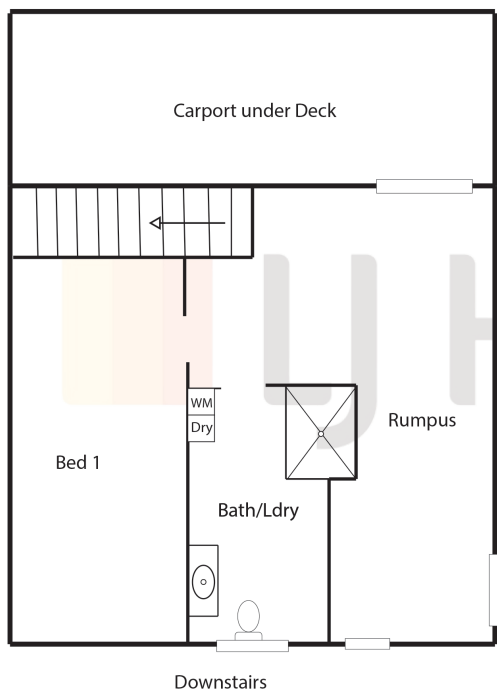 Carport under Deck
WM
Dry
Rumpus
Bed 1
Bath/Ldry
Downstairs